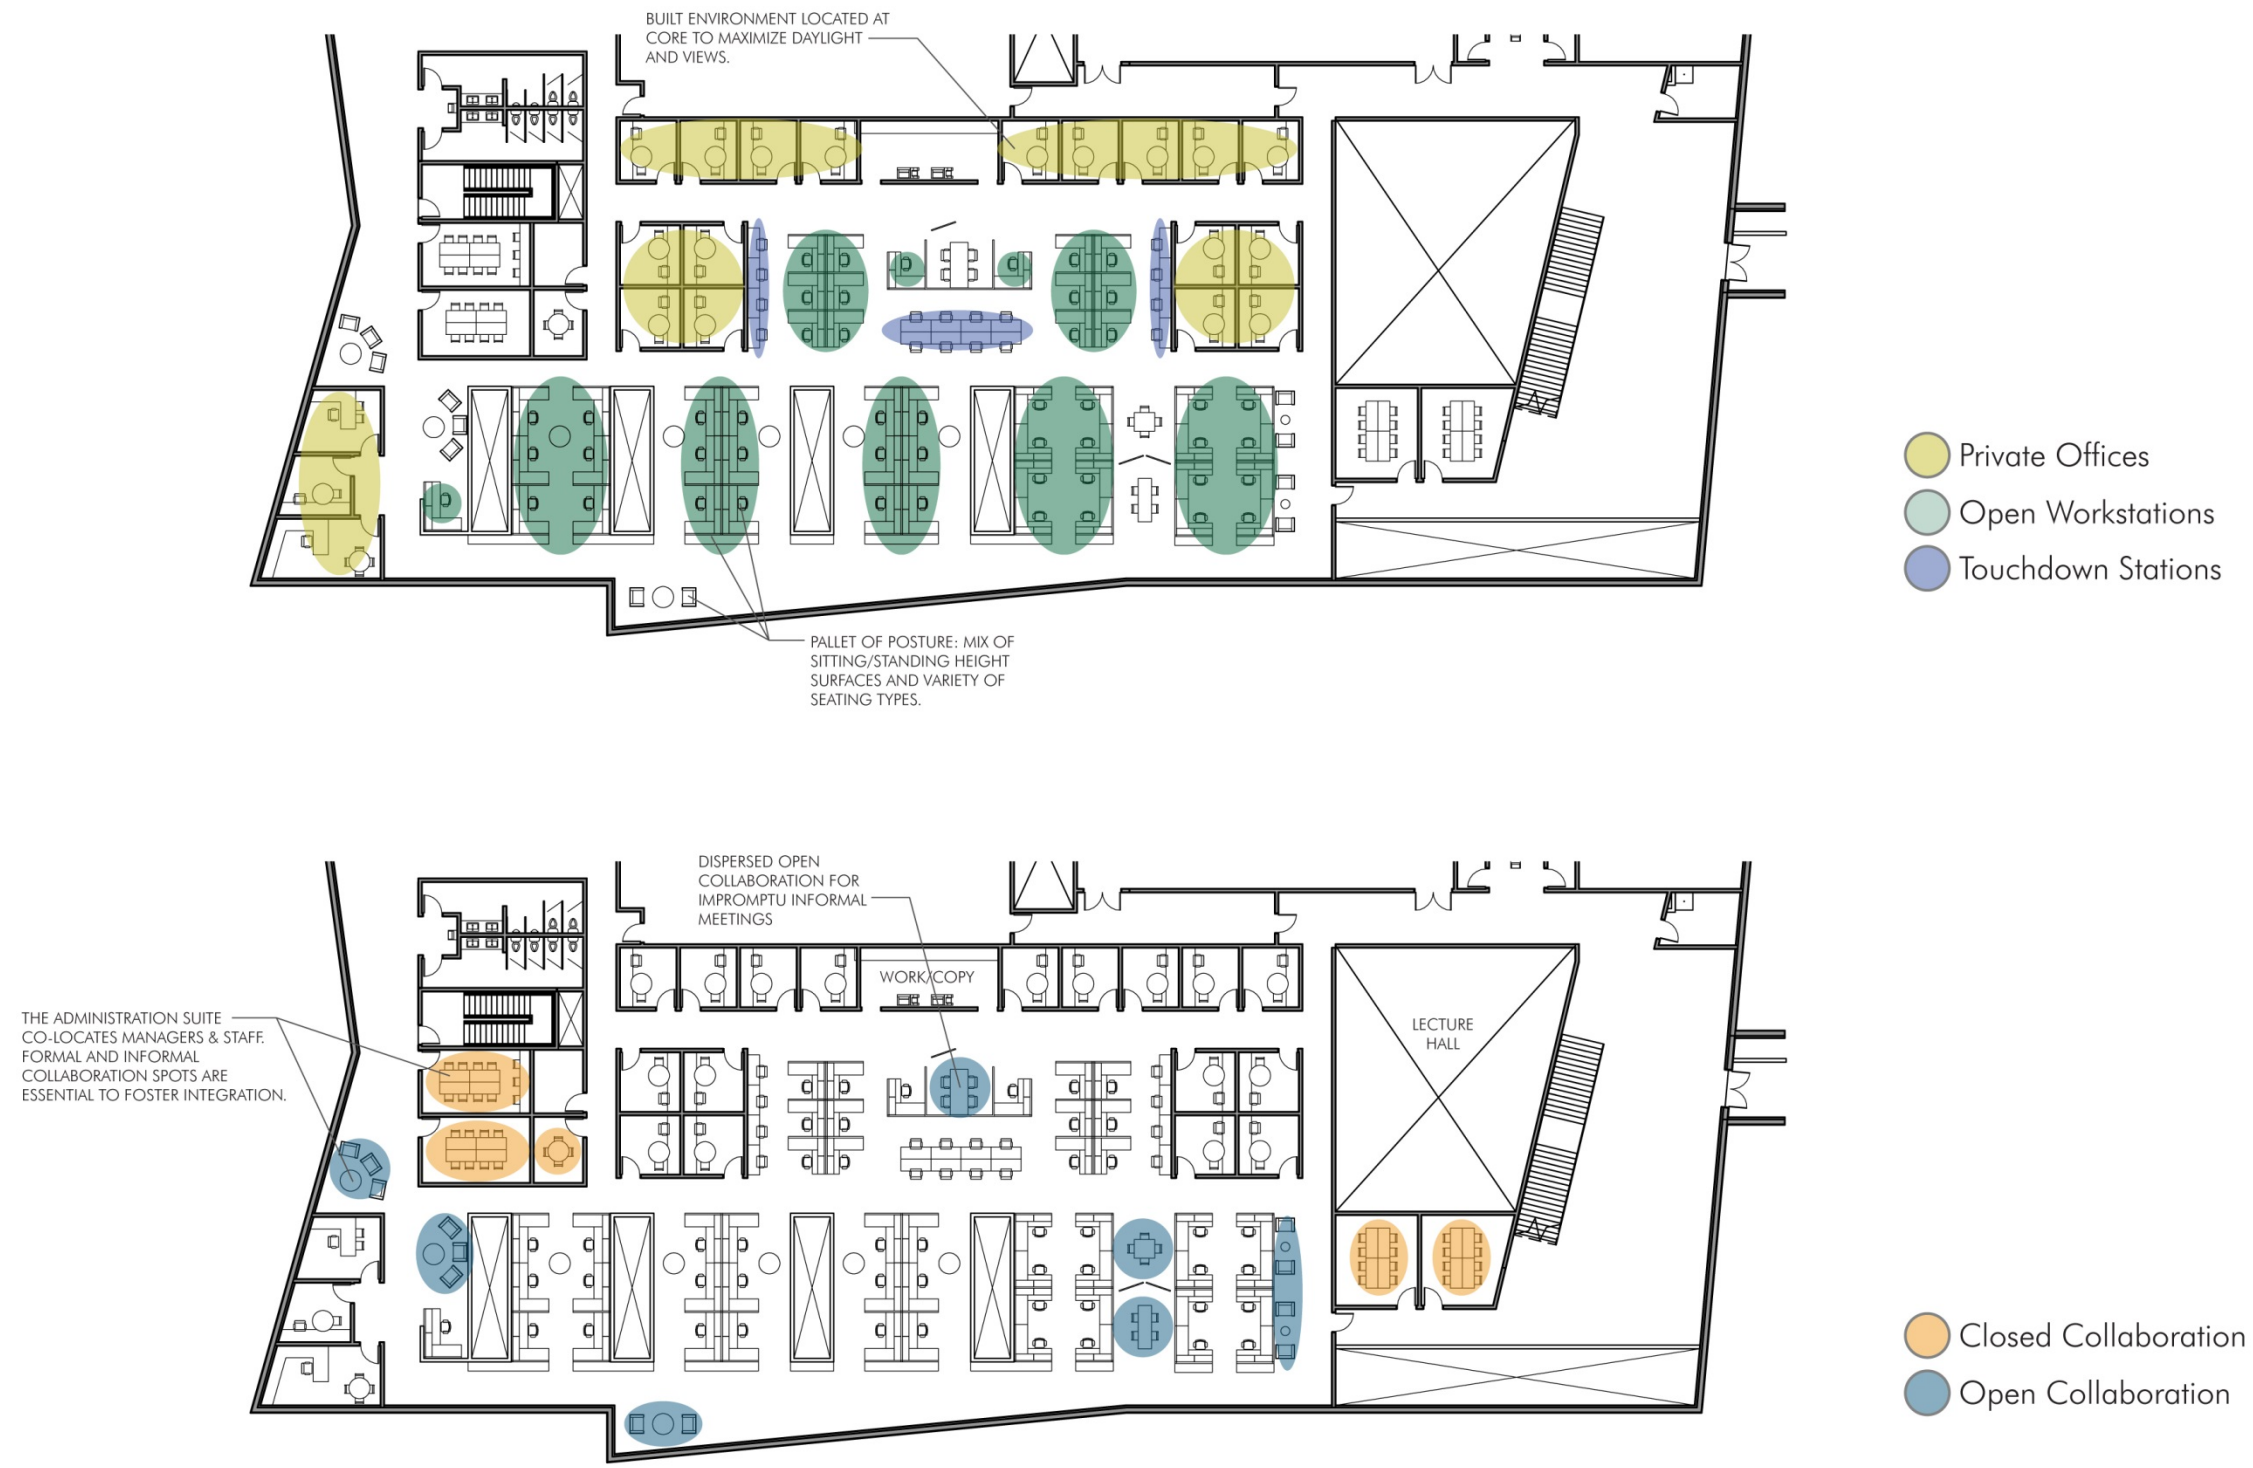 BUILT ENVIRONMENT LOCATED AT
CORE TO MAXIMIZE DAYLIGHT
AND VIEWS.
Private Offices
Open Workstations
Touchdown Stations
PALLET OF POSTURE: MIX OF
SITTING/STANDING HEIGHT
SURFACES AND VARIETY OF
SEATING TYPES.
DISPERSED OPEN
COLLABORATION FOR
IMPROMPTU INFORMAL
MEETINGS
WORK/COPY
THE ADMINISTRATION SUITE
CO-LOCATES MANAGERS & STAFF.
FORMAL AND INFORMAL
COLLABORATION SPOTS ARE
ESSENTIAL TO FOSTER INTEGRATION.
LECTURE
HALL
Closed Collaboration
Open Collaboration